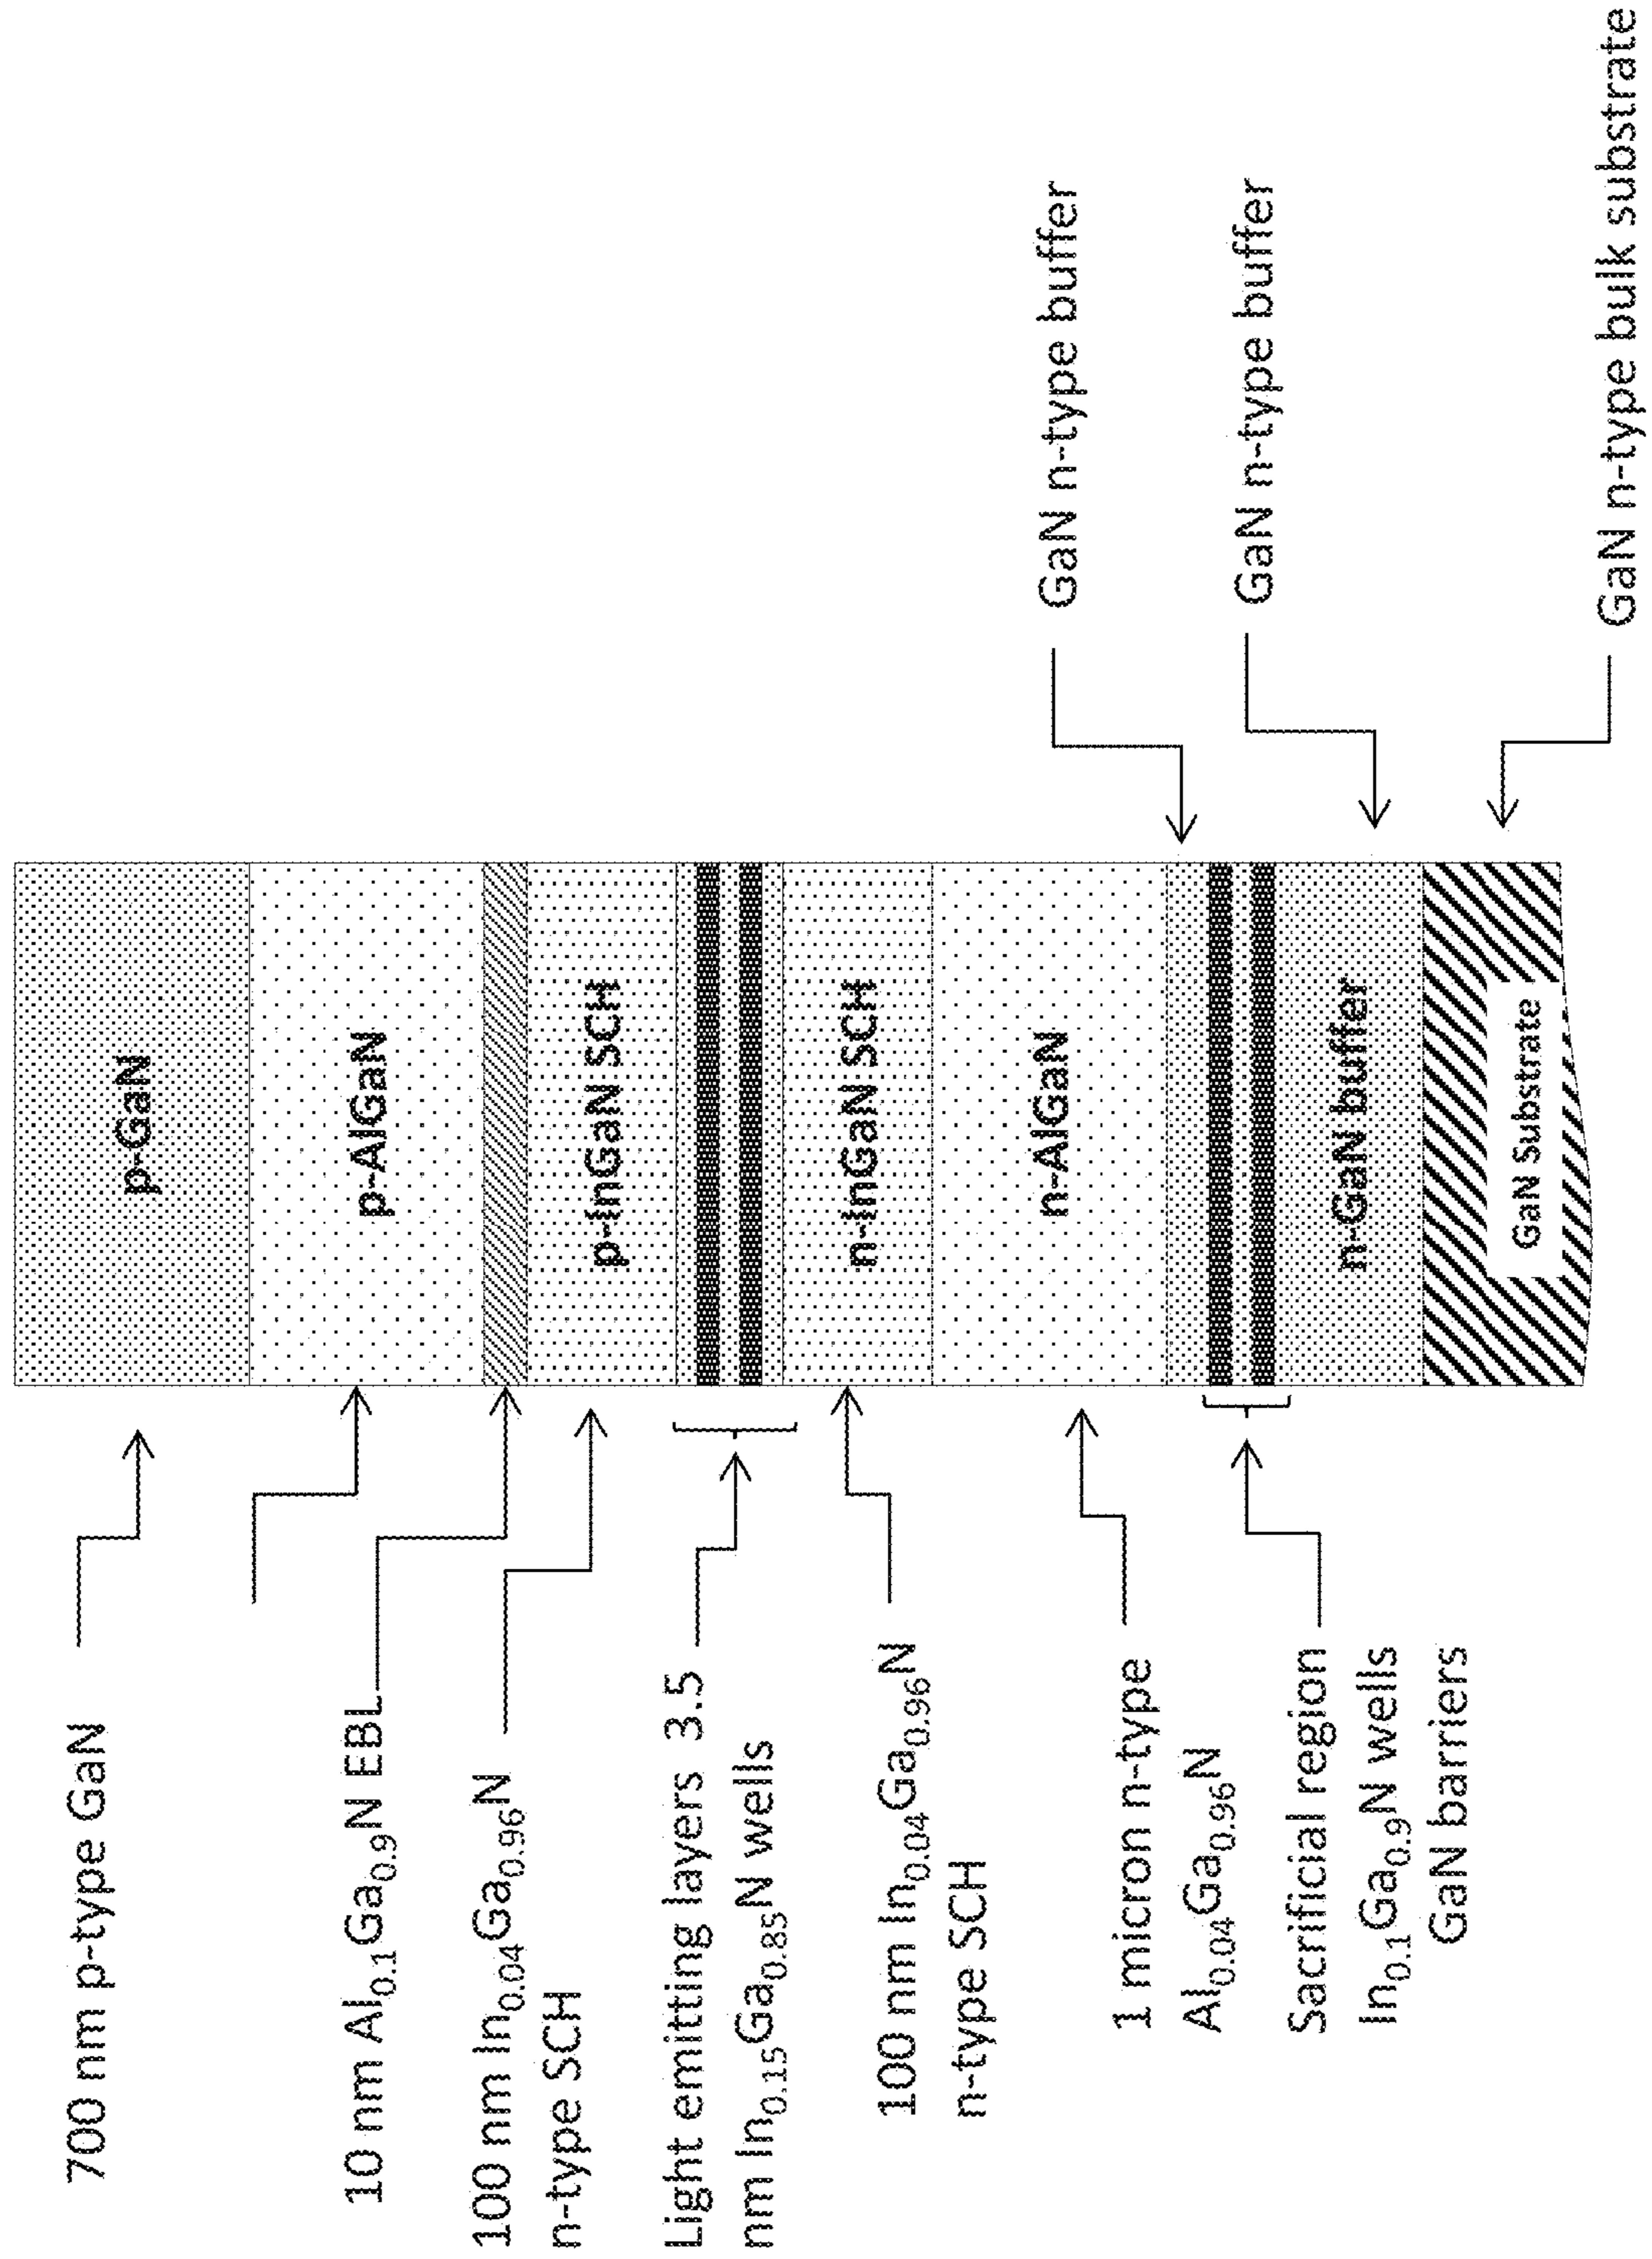 700 nm p-type GaN
10 nm Al0.1Ga0.9N EBL
100 nm In0.04Ga0.96N
n-type SCH
Light emitting layers 3.5
nm In0.15Ga0.85N wells
100 nm In0.04Ga0.96N
n-type SCH
1 micron n-type
Al0.04Ga0.96N
Sacrificial region
In0.1Ga0.9N wells
GaN barriers
p-GaN
p-AlGaN
p-InGaN SCH
n-InGaN SCH
n-AlGaN
n-GaN buffer
GaN Substrate
GaN n-type buffer
GaN n-type buffer
GaN n-type bulk substrate